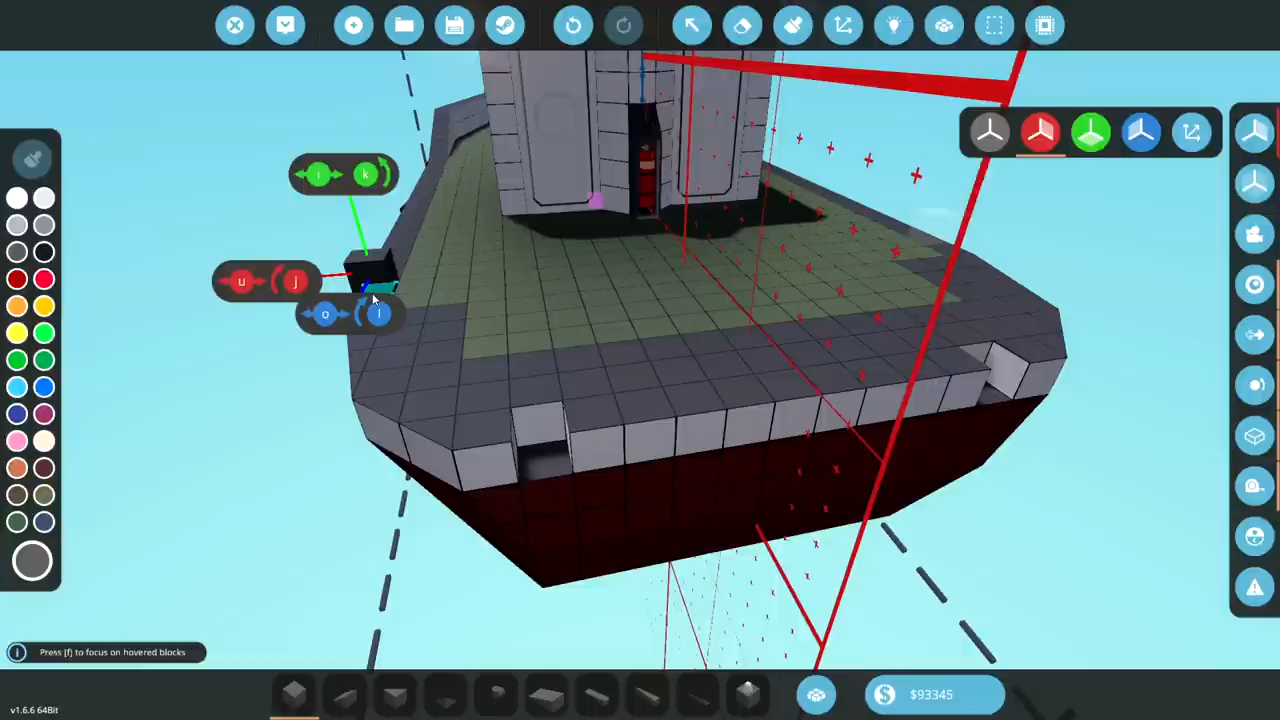 i k
u j
o l
Press [f] to focus on hovered blocks
$93345
v1.6.6 64Bit